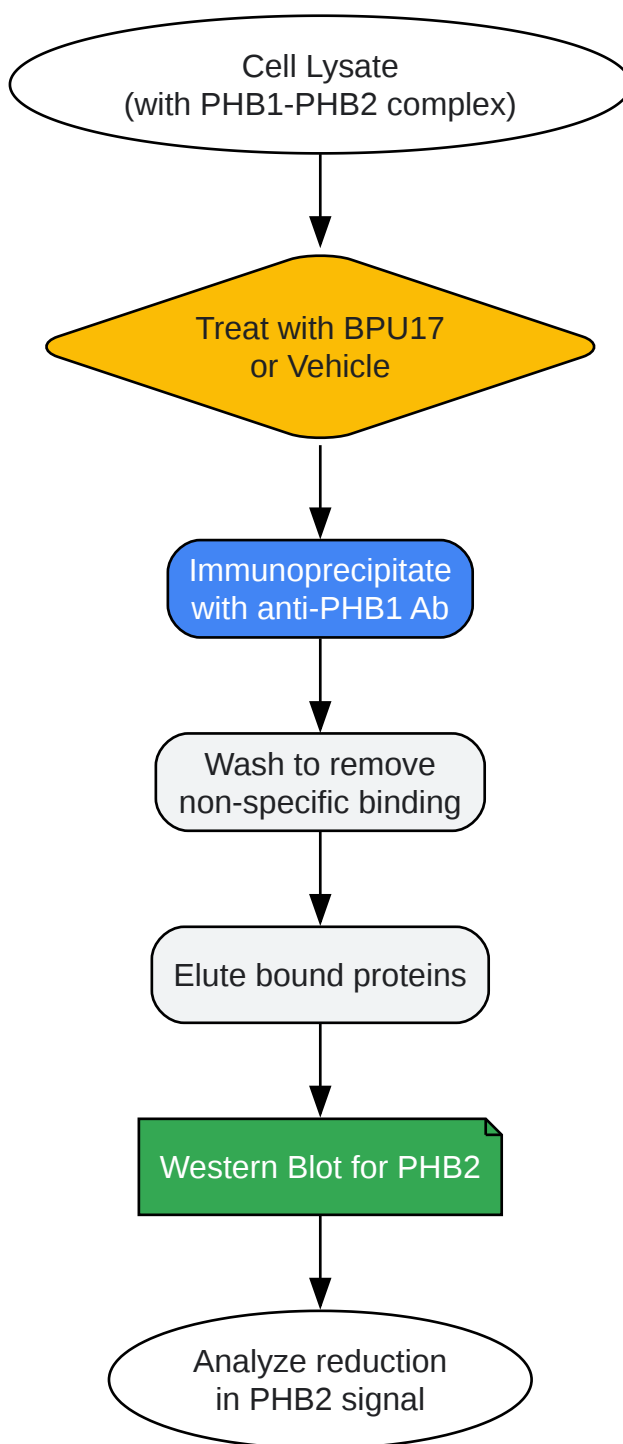 Cell Lysate
(with PHB1-PHB2 complex)
Treat with BPU17
or Vehicle
Immunoprecipitate
with anti-PHB1 Ab
Wash to remove
non-specific binding
Elute bound proteins
Western Blot for PHB2
Analyze reduction
in PHB2 signal